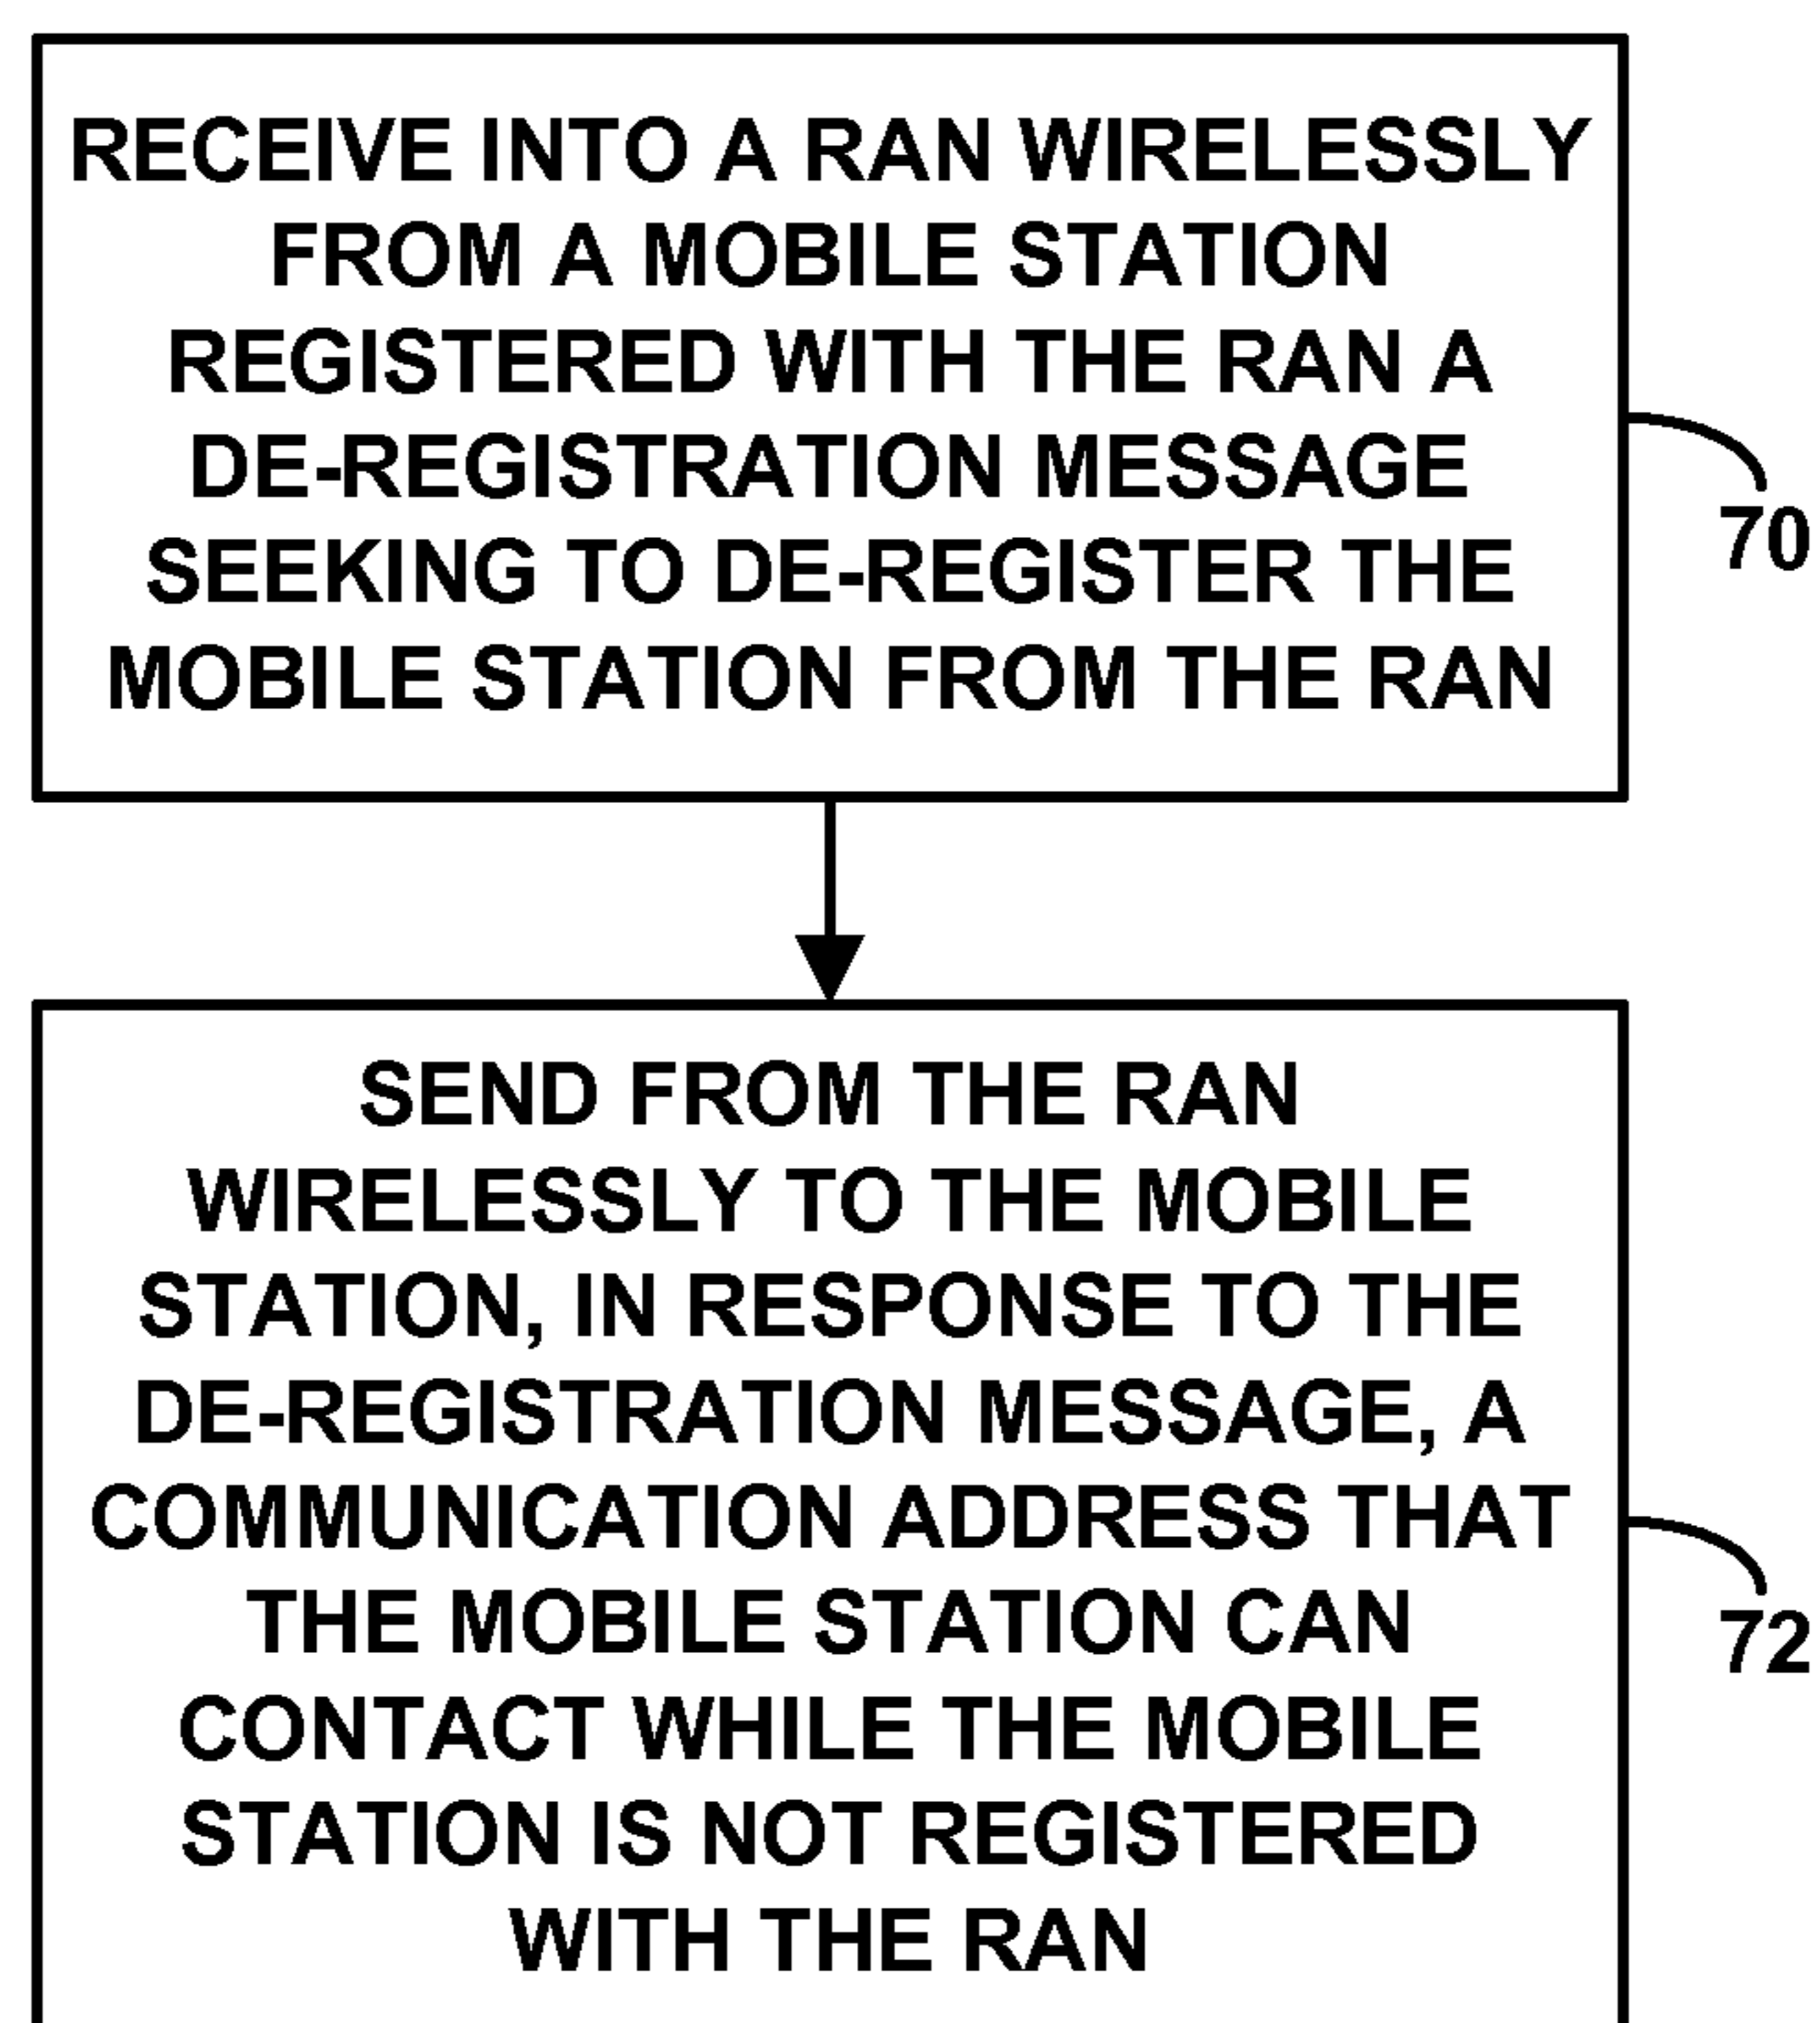 RECEIVE INTO A RAN WIRELESSLY
FROM A MOBILE STATION
REGISTERED WITH THE RAN A
DE-REGISTRATION MESSAGE
SEEKING TO DE-REGISTER THE
MOBILE STATION FROM THE RAN
70
SEND FROM THE RAN
WIRELESSLY TO THE MOBILE
STATION, IN RESPONSE TO THE
DE-REGISTRATION MESSAGE, A
COMMUNICATION ADDRESS THAT
THE MOBILE STATION CAN
CONTACT WHILE THE MOBILE
STATION IS NOT REGISTERED
WITH THE RAN
72